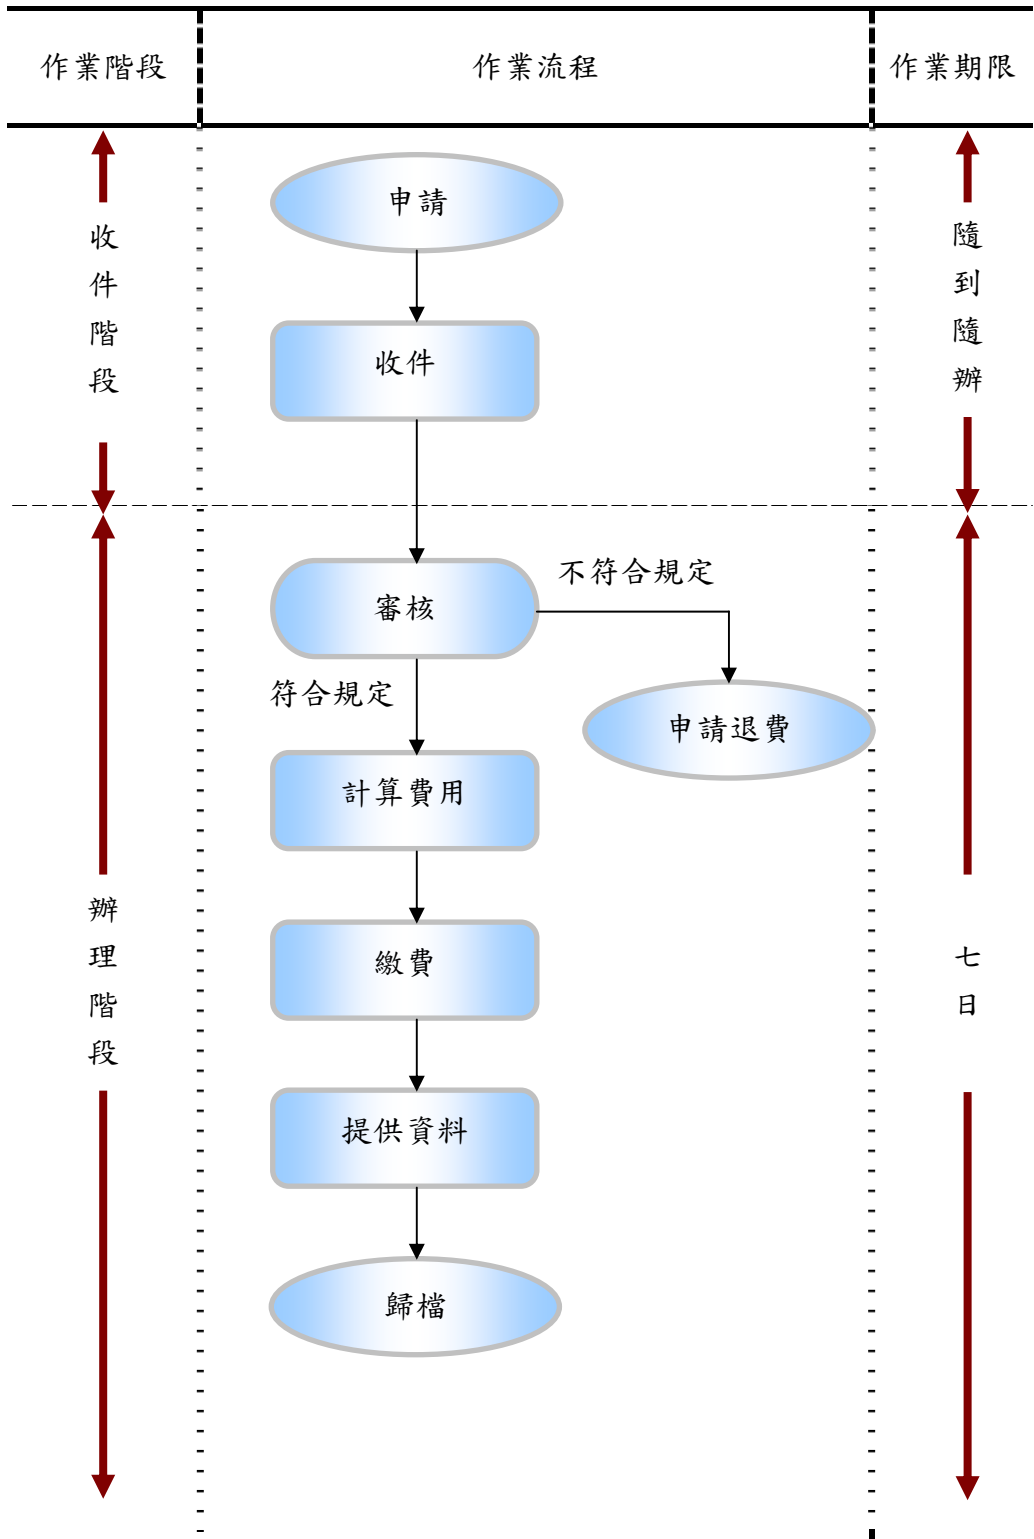 作業階段
作業流程
作業期限
收件階段
申請
收件
隨到隨辦
辦理階段
審核
不符合規定
符合規定
申請退費
計算費用
繳費
提供資料
歸檔
七日